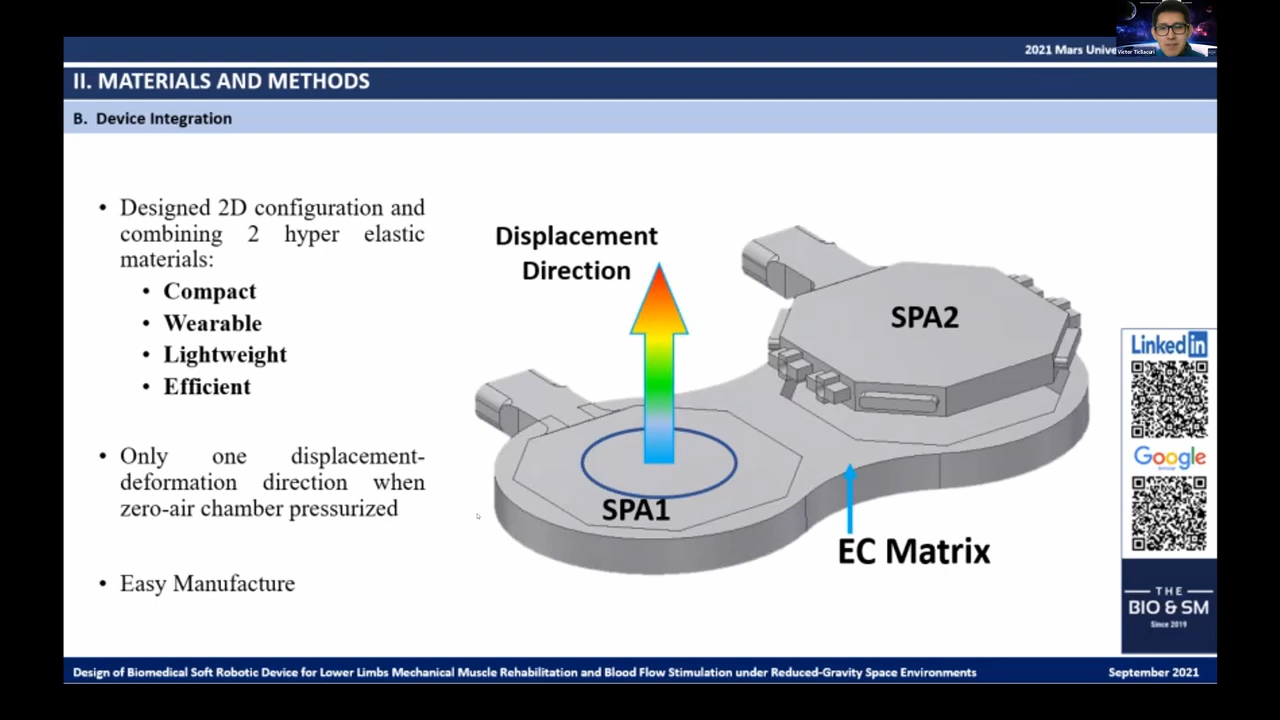 2021 Mars Unive
Victor Ticllacuri
II. MATERIALS AND METHODS
B. Device Integration
• Designed 2D configuration and
combining 2 hyper elastic
materials:
• Compact
• Wearable
• Lightweight
• Efficient
• Only one displacement-
deformation direction when
zero-air chamber pressurized
• Easy Manufacture
Displacement
Direction
SPA2
SPA1
EC Matrix
Linked in
Google
THE
BIO & SM
Since 2019
Design of Biomedical Soft Robotic Device for Lower Limbs Mechanical Muscle Rehabilitation and Blood Flow Stimulation under Reduced-Gravity Space Environments
September 2021